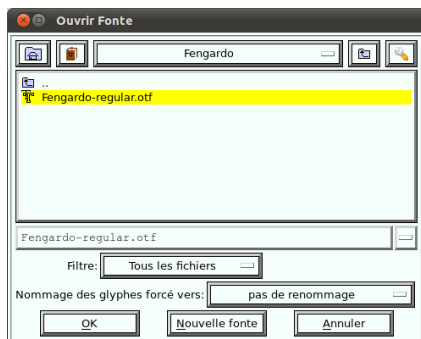 Ouvrir Fonte
Fengardo
..
Fengardo-regular.otf
Fengardo-regular.otf
Filtre: Tous les fichiers
Nommage des glyphes forcé vers: pas de renommage
OK Nouvelle fonte Annuler